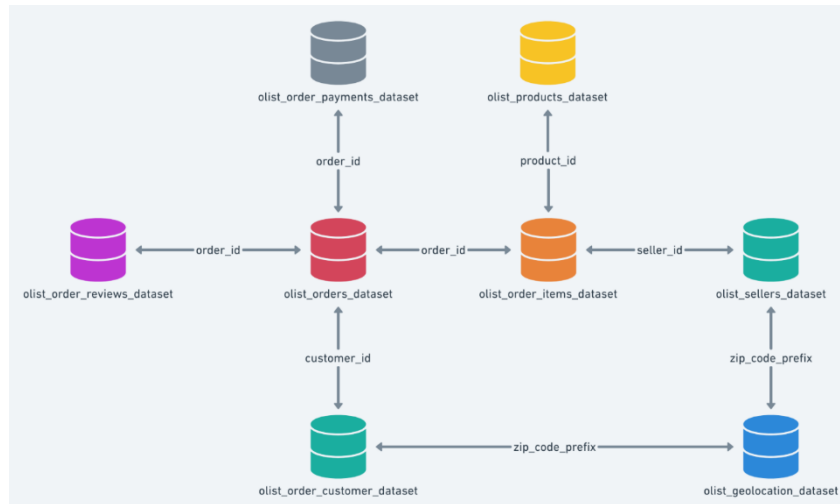 olist_order_payments_dataset
olist_products_dataset
order_id
product_id
order_id
order_id
seller_id
olist_order_reviews_dataset
olist_orders_dataset
olist_order_items_dataset
olist_sellers_dataset
customer_id
zip_code_prefix
zip_code_prefix
olist_order_customer_dataset
olist_geolocation_dataset